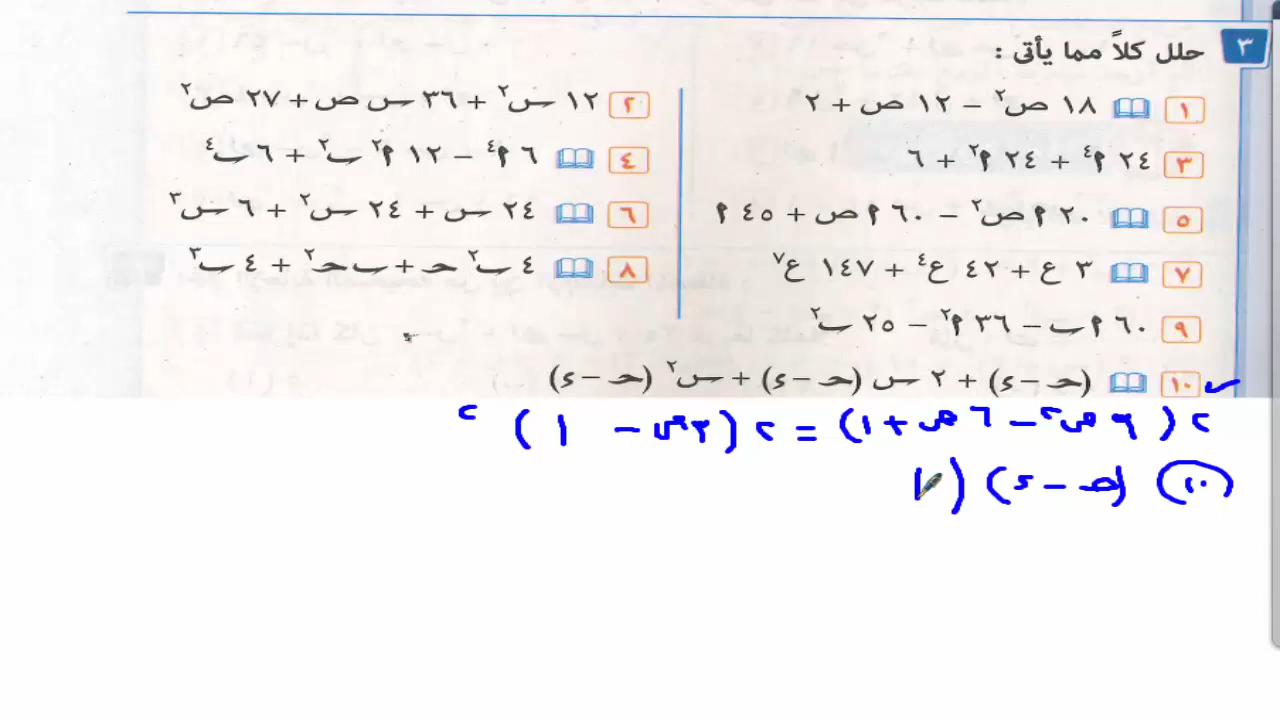 ٣ حلل كلاً مما يأتى :
١ ١٨ ص٢ − ١٢ ص + ٢
٢ ١٢ س٢ + ٣٦ س ص + ٢٧ ص٢
٣ ٢٤ م٤ + ٢٤ م٢ + ٦
٤ ٦ م٤ − ١٢ م٢ ب٢ + ٦ ب٤
٥ ٢٠ م ص٢ − ٦٠ م ص + ٤٥ م
٦ ٢٤ س + ٢٤ س٢ + ٦ س٣
٧ ٣ ع + ٤٢ ع٤ + ١٤٧ ع٧
٨ ٤ ب٢ حـ + ب حـ٢ + ٤ ب٣
٩ ٦٠ م ب − ٣٦ م٢ − ٢٥ ب٢
١٠ (حـ − ء) + ٢ س (حـ − ء) + س٢ (حـ − ء)
٢ (٩ ص٢ − ٦ ص + ١) = ٢ (٣ ص − ١)٢
(١٠) (حـ − ء) (١